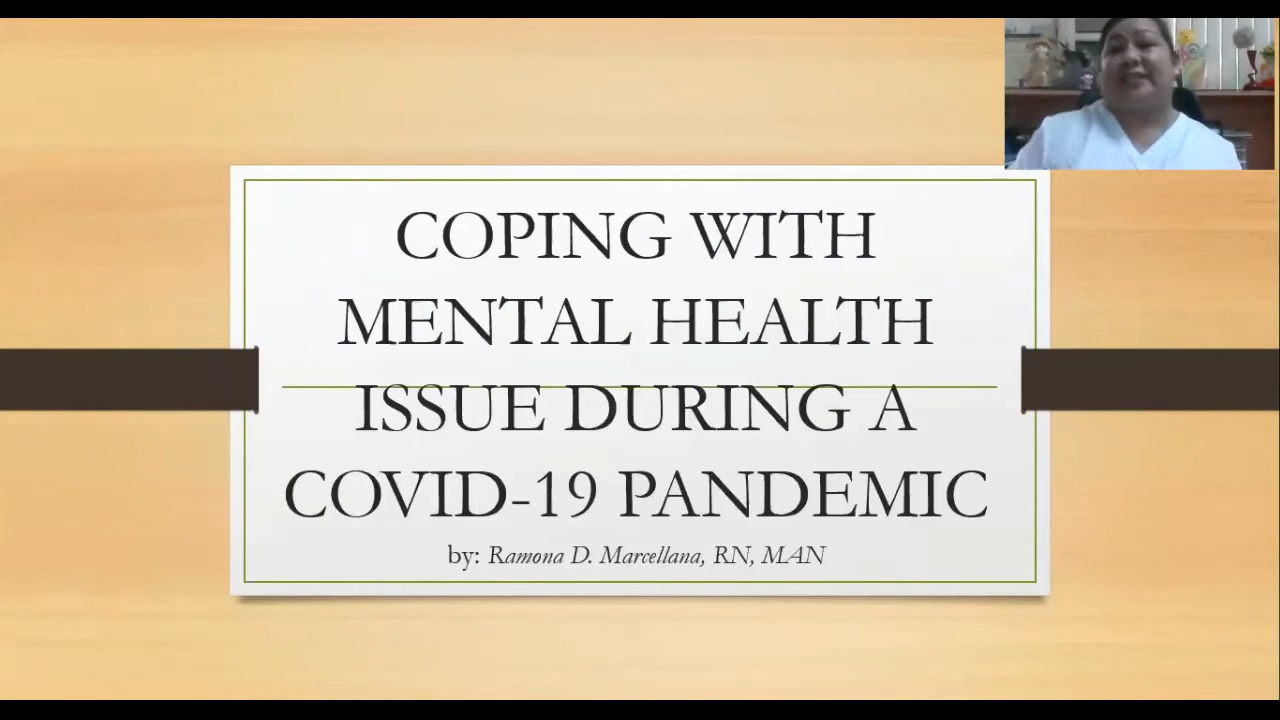 COPING WITH
MENTAL HEALTH
ISSUE DURING A
COVID-19 PANDEMIC
by: Ramona D. Marcellana, RN, MAN